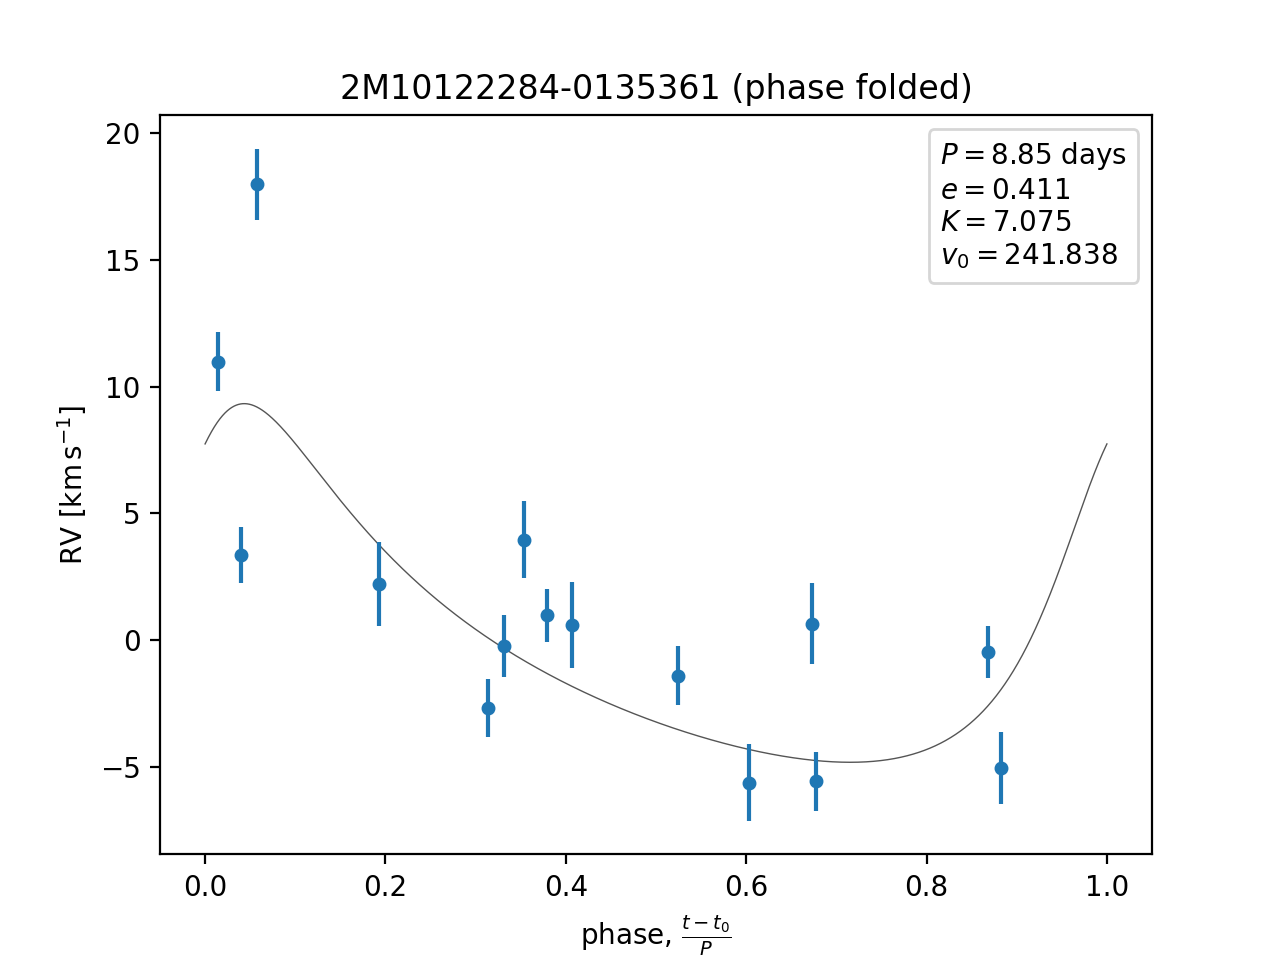 2M10122284-0135361 (phase folded)
P = 8.85 days
e = 0.411
K = 7.075
v₀ = 241.838
20
15
10
5
0
−5
RV [km s⁻¹]
0.0 0.2 0.4 0.6 0.8 1.0
phase, (t − t₀)/P